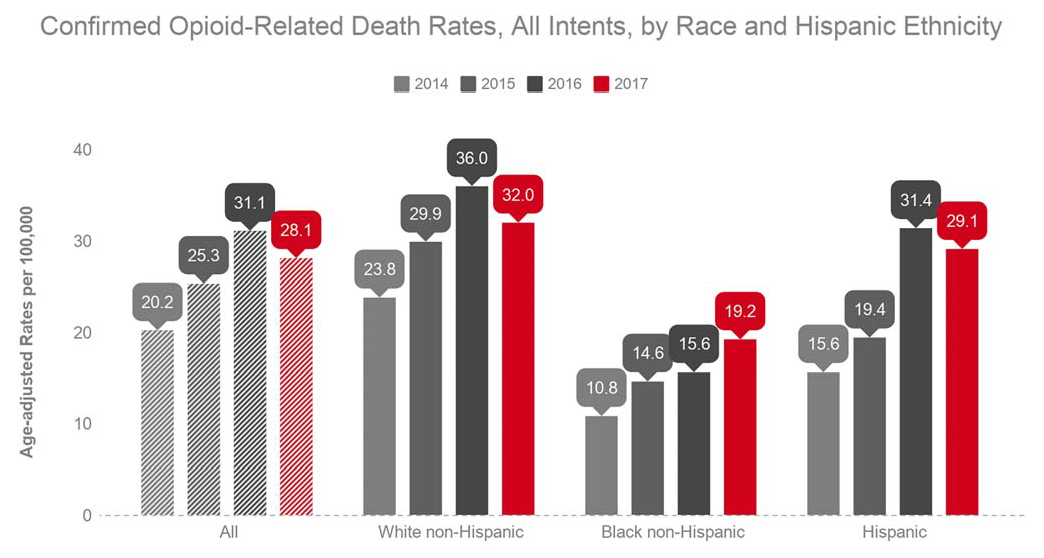 Confirmed Opioid-Related Death Rates, All Intents, by Race and Hispanic Ethnicity
2014 2015 2016 2017
Age-adjusted Rates per 100,000
40
30
20
10
0
20.2 25.3 31.1 28.1
23.8 29.9 36.0 32.0
10.8 14.6 15.6 19.2
15.6 19.4 31.4 29.1
All White non-Hispanic Black non-Hispanic Hispanic